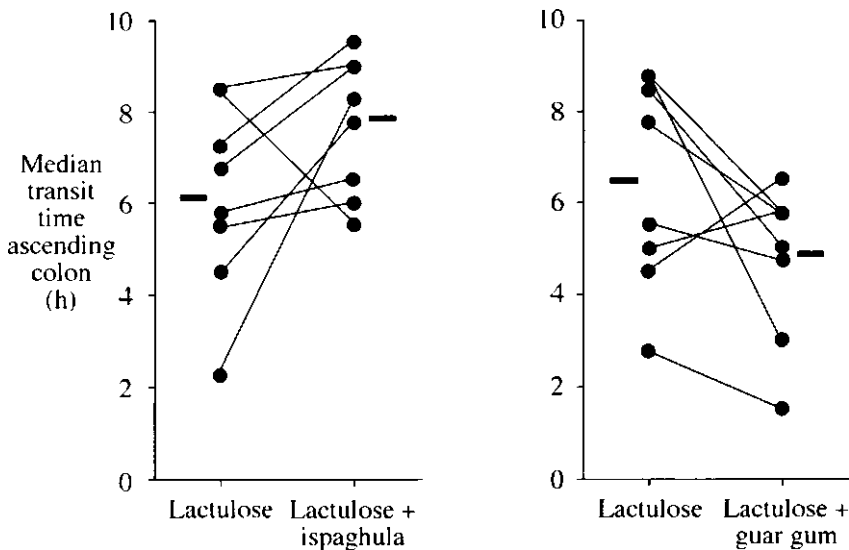 10
8
6
4
2
0
Median
transit
time
ascending
colon
(h)
Lactulose
Lactulose +
ispaghula
10
8
6
4
2
0
Lactulose
Lactulose +
guar gum